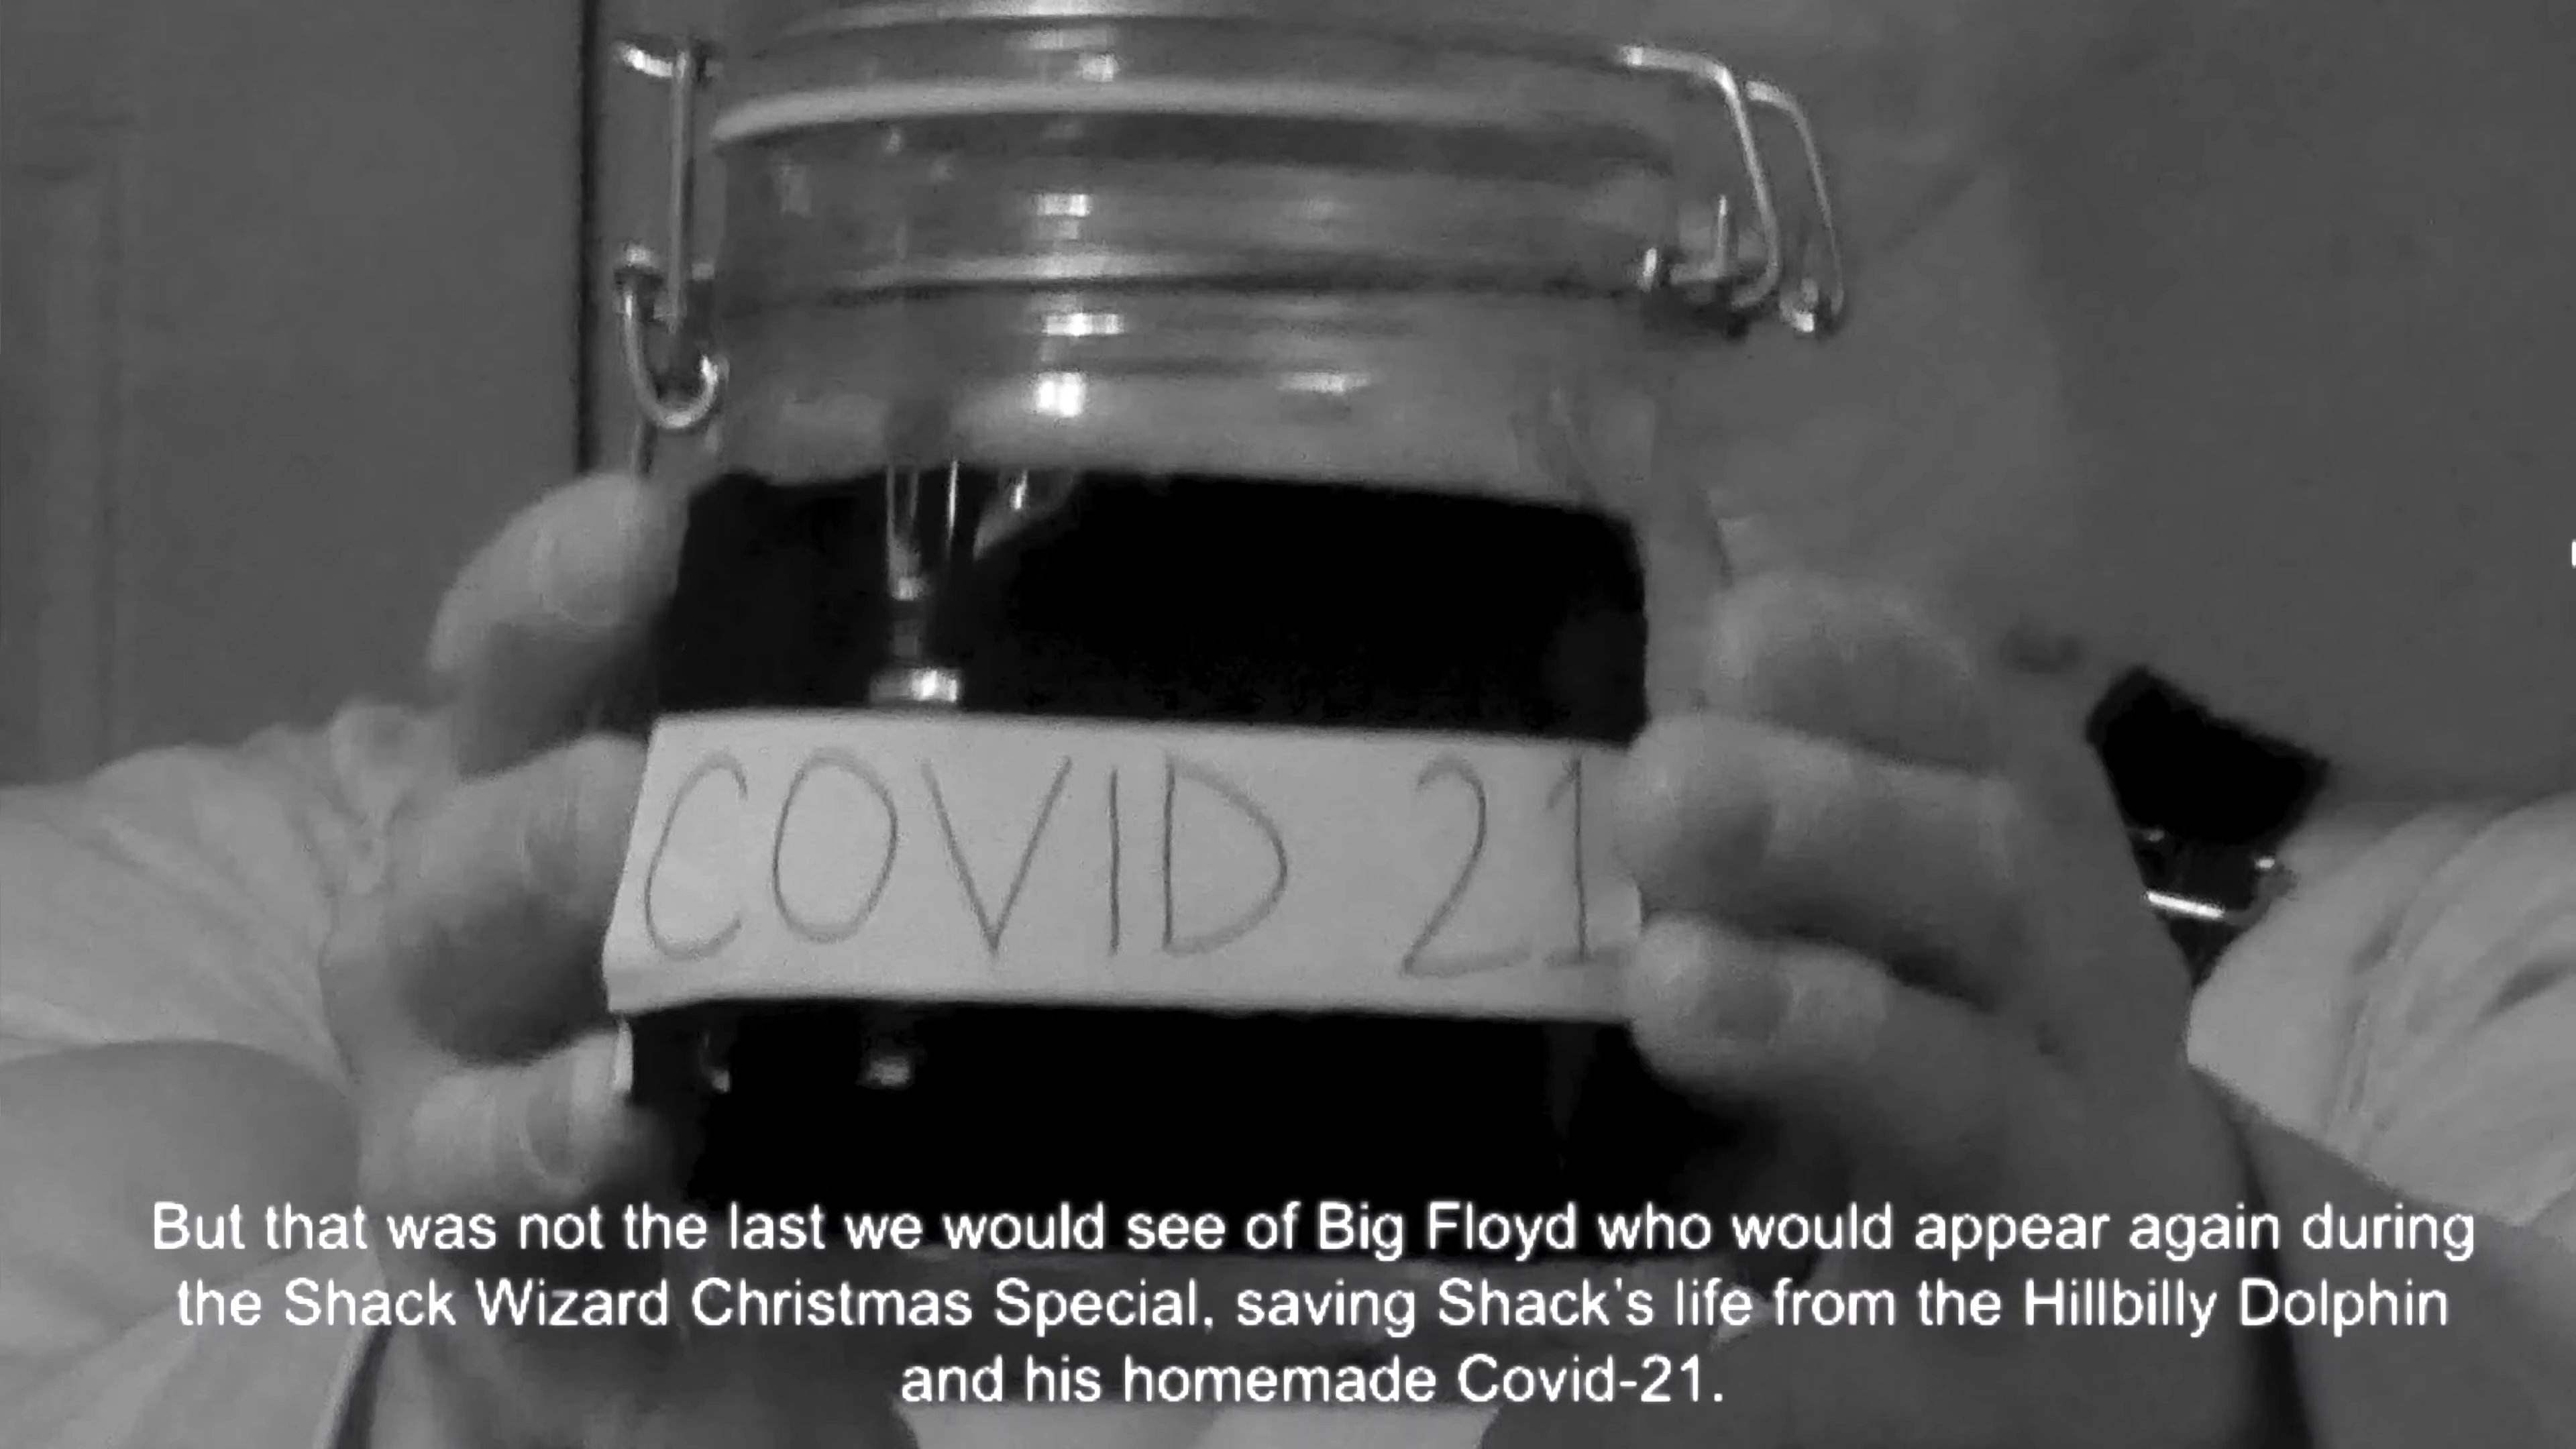 COVID 21
But that was not the last we would see of Big Floyd who would appear again during
the Shack Wizard Christmas Special, saving Shack's life from the Hillbilly Dolphin
and his homemade Covid-21.